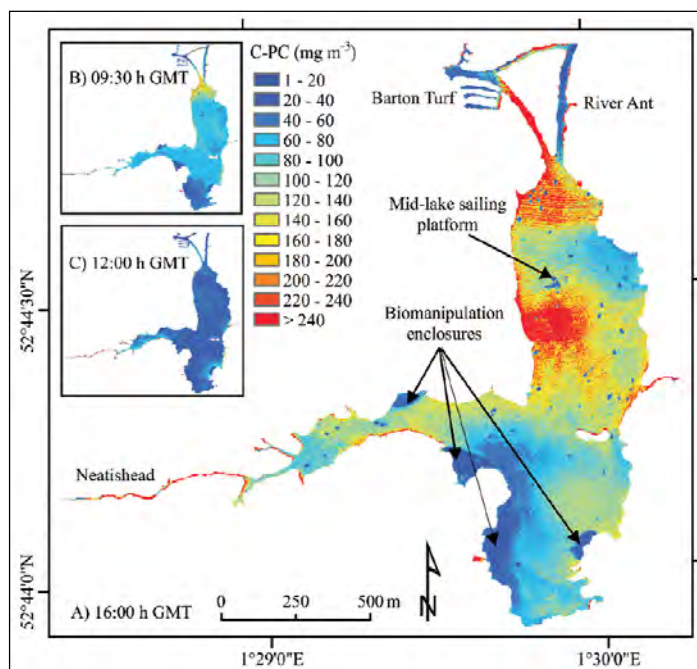 B) 09:30 h GMT
C) 12:00 h GMT
C-PC (mg m⁻³)
1 - 20
20 - 40
40 - 60
60 - 80
80 - 100
100 - 120
120 - 140
140 - 160
160 - 180
180 - 200
200 - 220
220 - 240
> 240
Barton Turf
River Ant
Mid-lake sailing
platform
Biomanipulation
enclosures
Neatishead
52°44'30"N
52°44'0"N
A) 16:00 h GMT
0 250 500 m
N
1°29'0"E
1°30'0"E